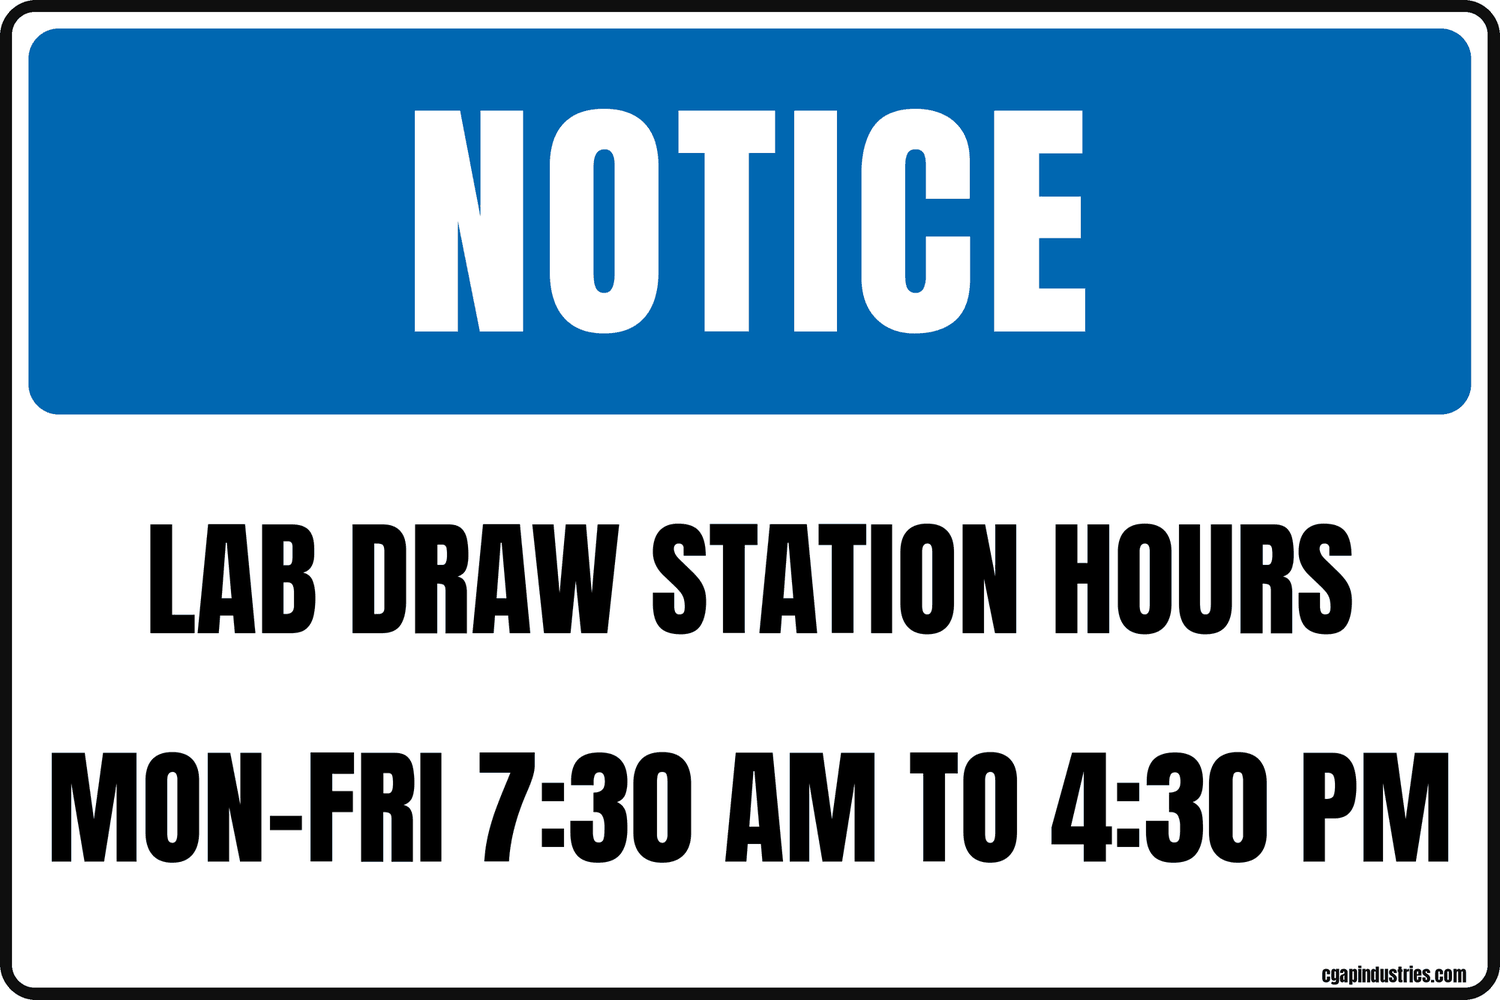 NOTICE
LAB DRAW STATION HOURS
MON-FRI 7:30 AM TO 4:30 PM
cgapindustries.com